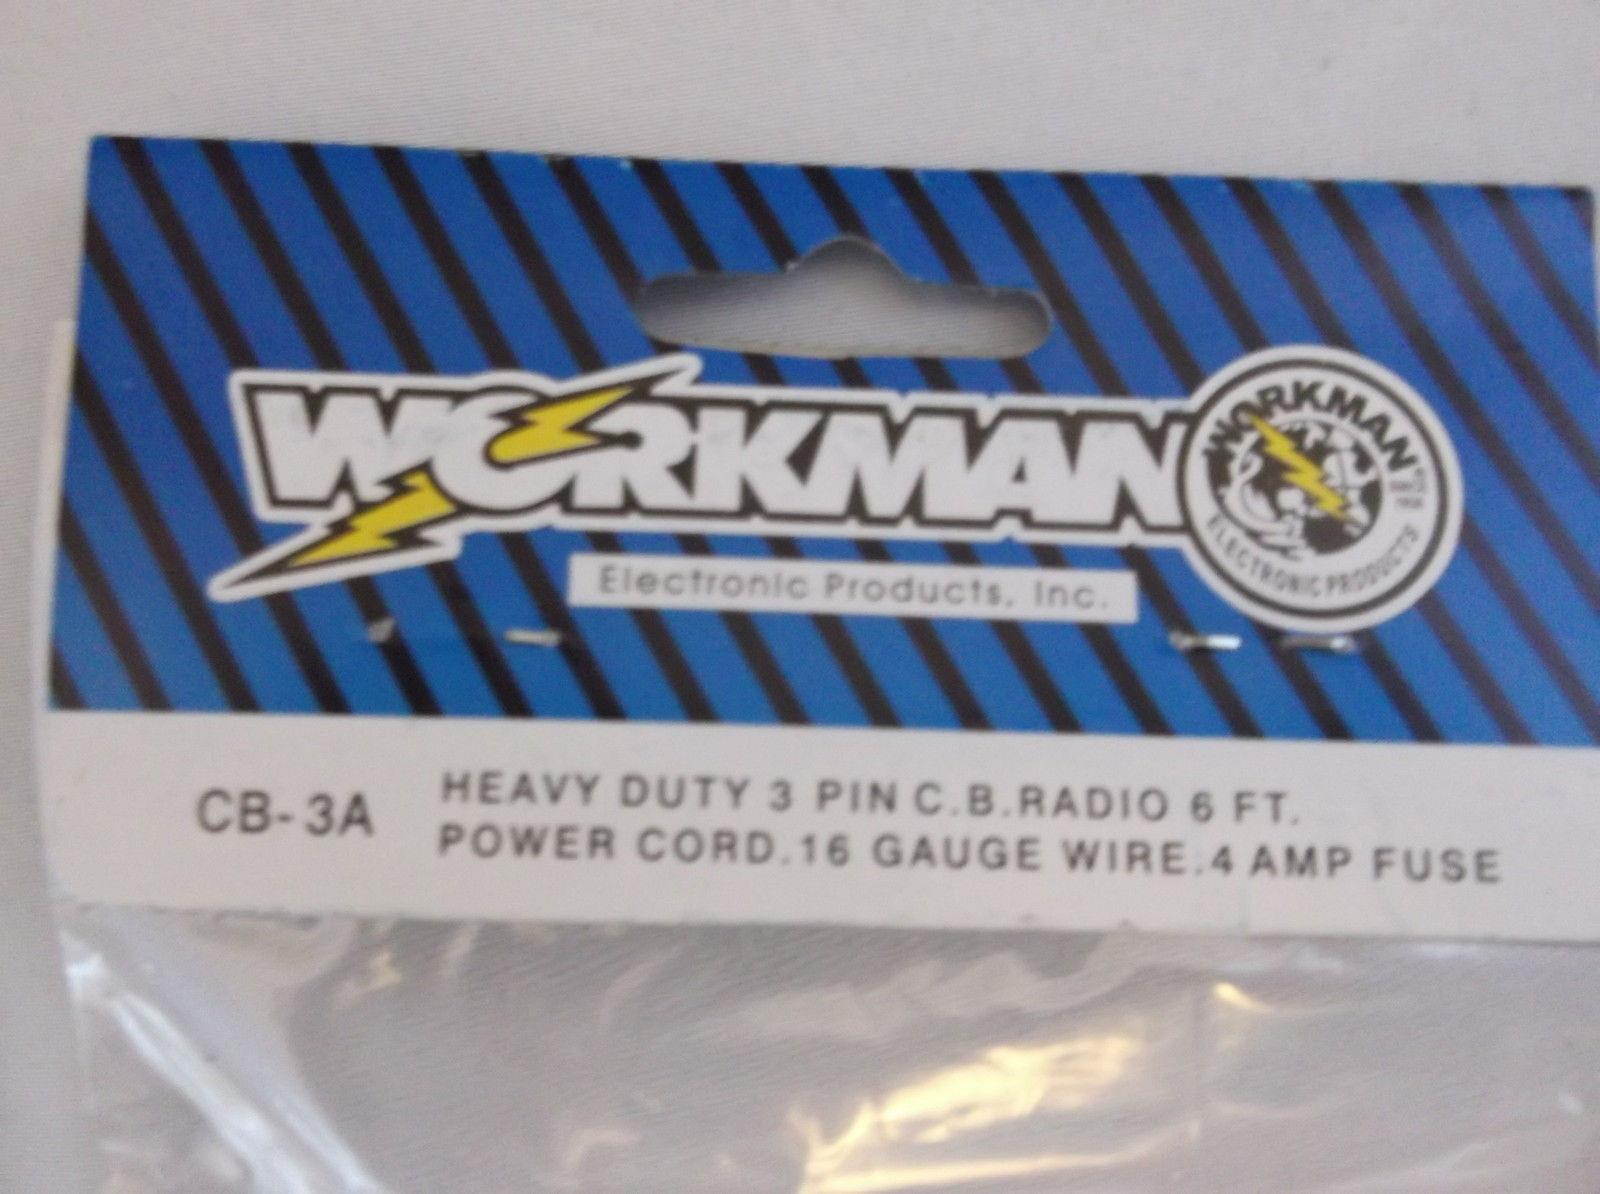 WORKMAN
Electronic Products, Inc.
WORKMAN
ELECTRONIC PRODUCTS
CB-3A
HEAVY DUTY 3 PIN C.B.RADIO 6 FT.
POWER CORD.16 GAUGE WIRE.4 AMP FUSE